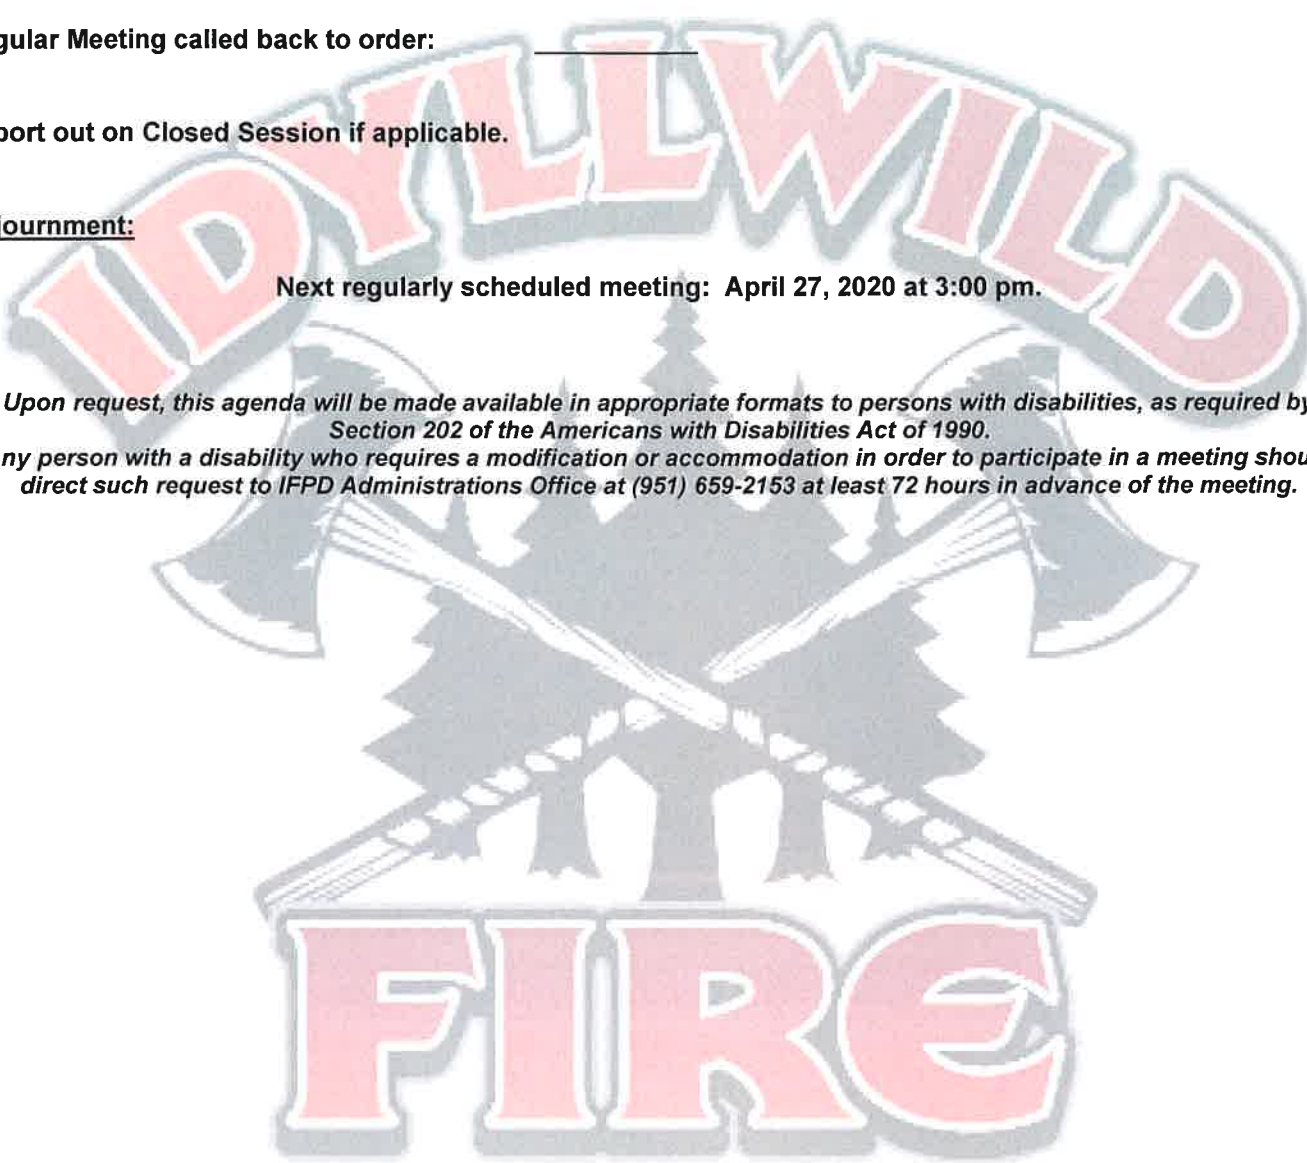 gular Meeting called back to order: __________
port out on Closed Session if applicable.
journment:
Next regularly scheduled meeting: April 27, 2020 at 3:00 pm.
Upon request, this agenda will be made available in appropriate formats to persons with disabilities, as required by
Section 202 of the Americans with Disabilities Act of 1990.
ny person with a disability who requires a modification or accommodation in order to participate in a meeting shou
direct such request to IFPD Administrations Office at (951) 659-2153 at least 72 hours in advance of the meeting.
IDYLLWILD
FIRE